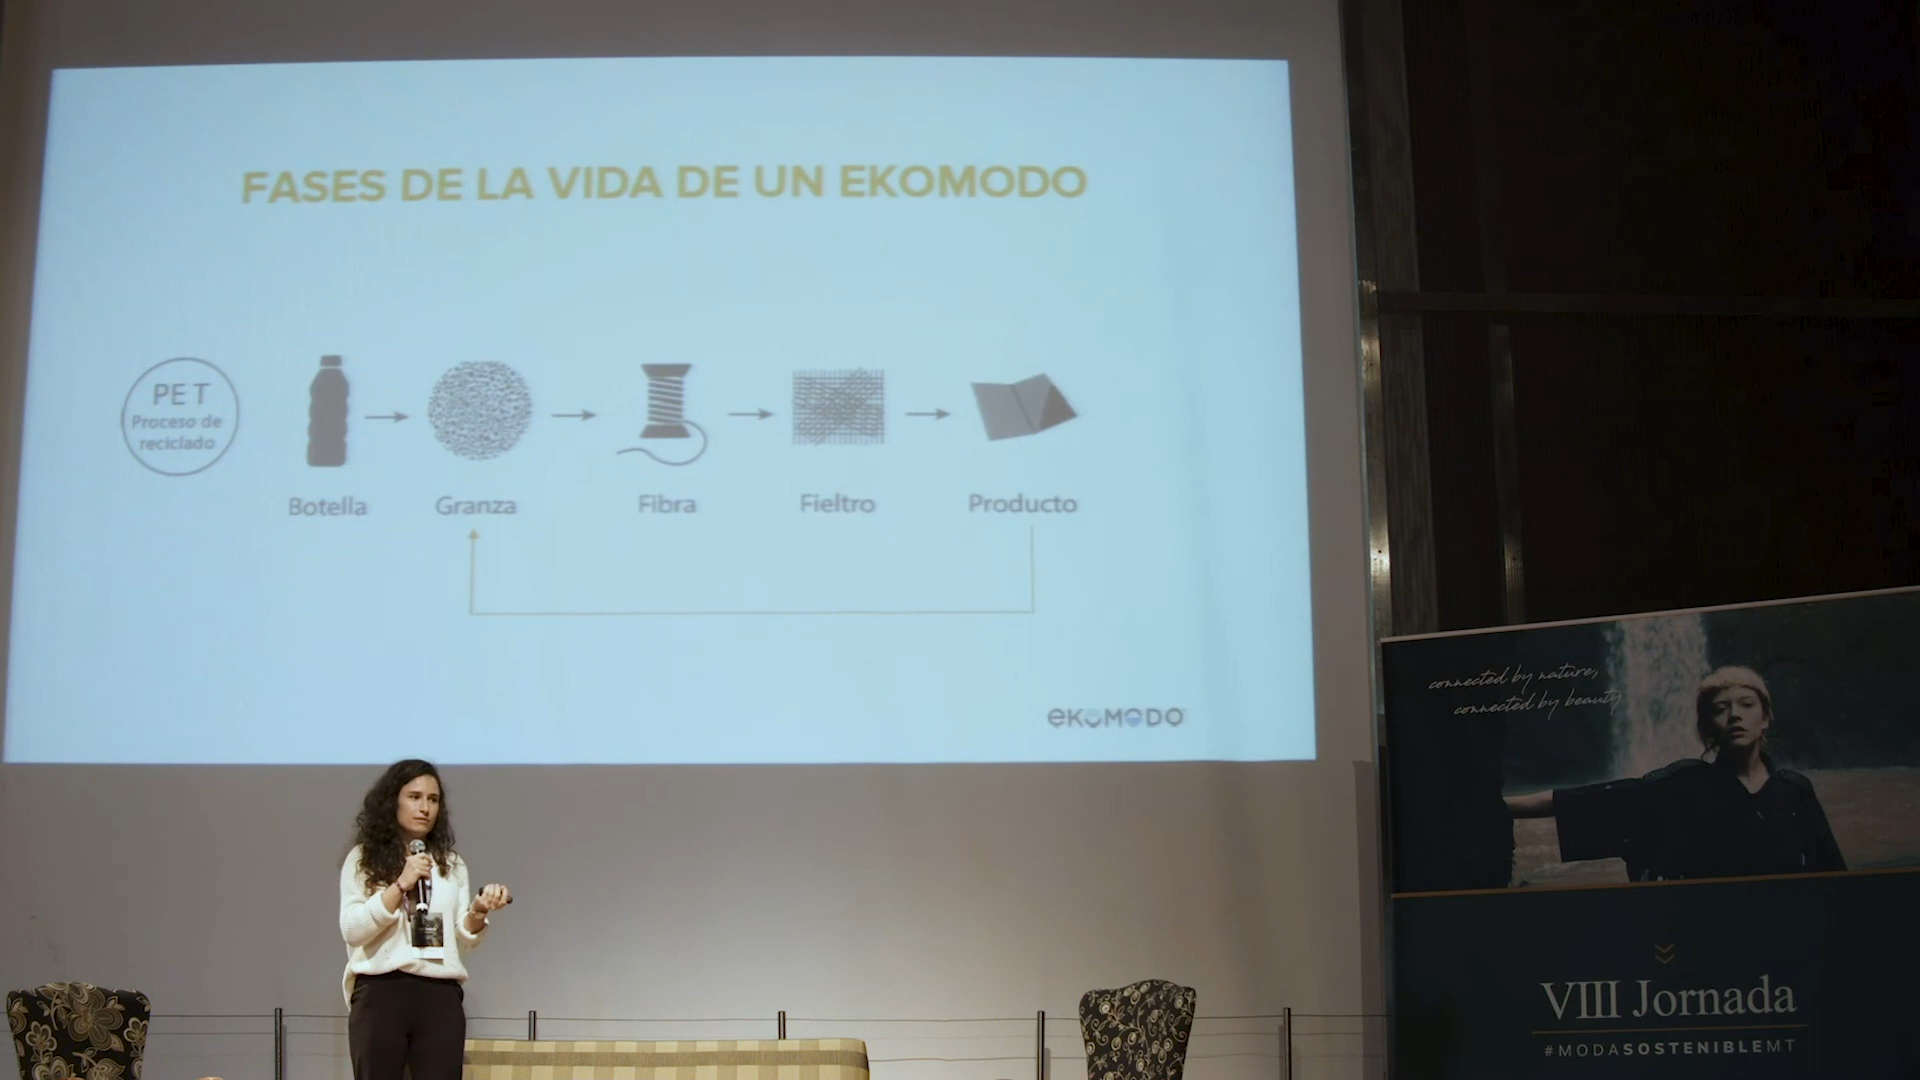 FASES DE LA VIDA DE UN EKOMODO
PET
Proceso de
reciclado
Botella
Granza
Fibra
Fieltro
Producto
eKOMODO
connected by nature,
connected by beauty
VIII Jornada
#MODASOSTENIBLEMT